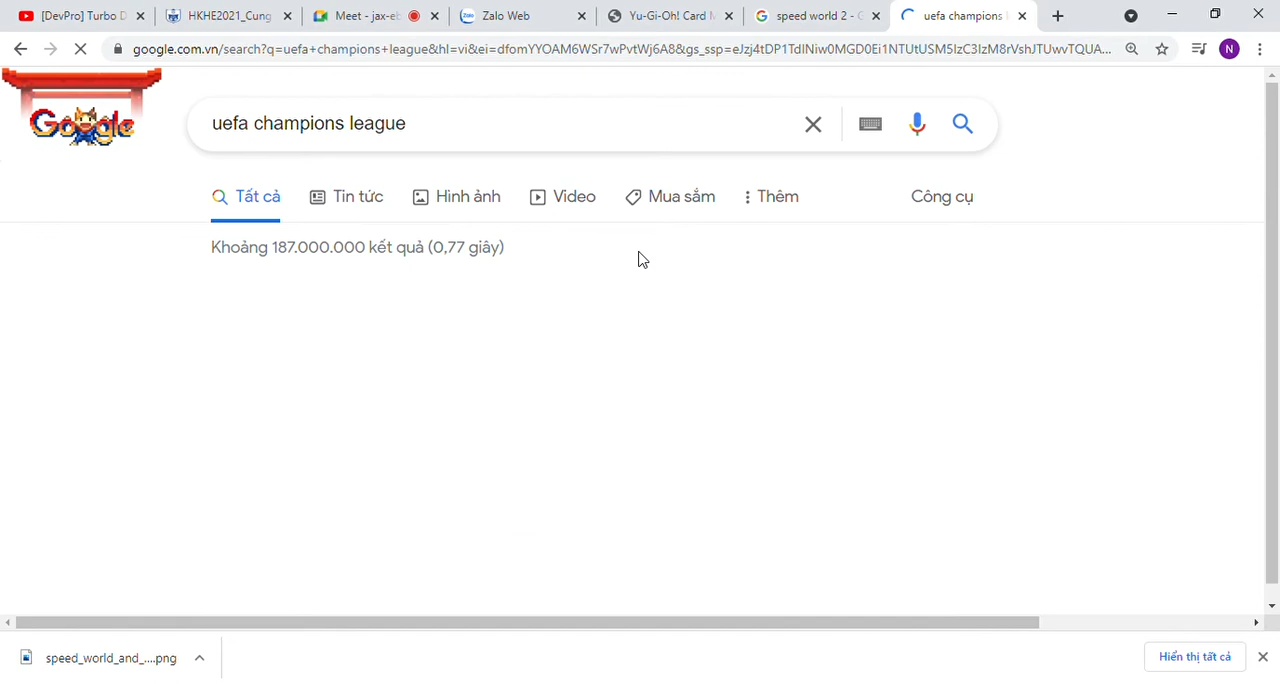 [DevPro] Turbo D
HKHE2021_Cung
Meet - jax-eb
Zalo Web
Yu-Gi-Oh! Card M
speed world 2 - G
uefa champions l
N
google.com.vn/search?q=uefa+champions+league&hl=vi&ei=dfomYYOAM6WSr7wPvtWj6A8&gs_ssp=eJzj4tDP1TdINiw0MGD0Ei1NTUtUSM5IzC3IzM8rVshJTUwvTQUA...
Google
uefa champions league
Tất cả
Tin tức
Hình ảnh
Video
Mua sắm
Thêm
Công cụ
Khoảng 187.000.000 kết quả (0,77 giây)
speed_world_and_....png
Hiển thị tất cả